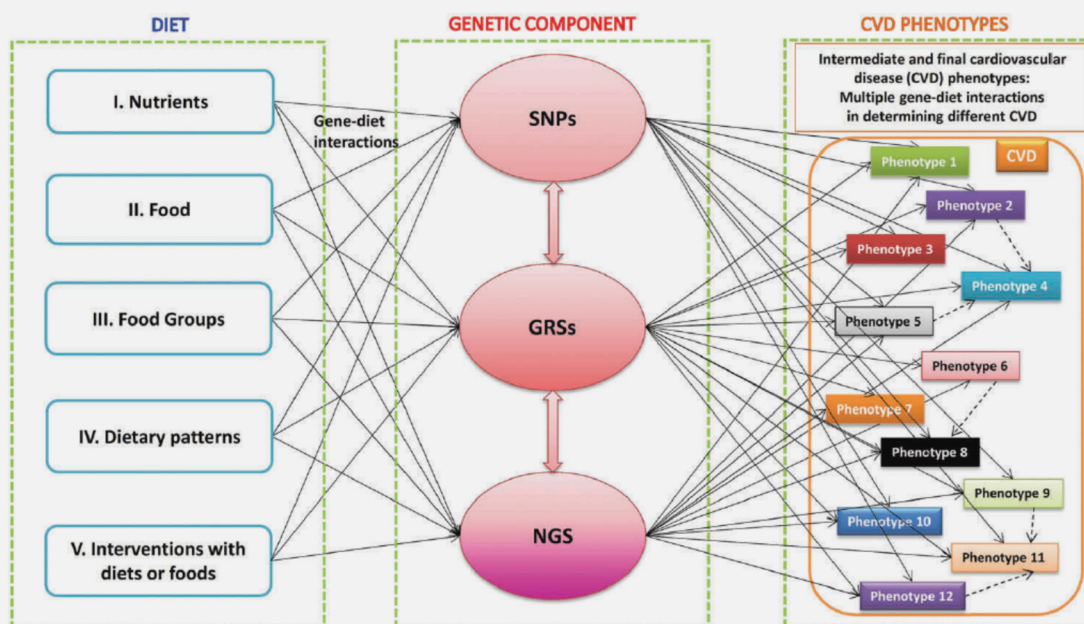 DIET
GENETIC COMPONENT
CVD PHENOTYPES
I. Nutrients
II. Food
III. Food Groups
IV. Dietary patterns
V. Interventions with
diets or foods
Gene-diet
interactions
SNPs
GRSs
NGS
Intermediate and final cardiovascular
disease (CVD) phenotypes:
Multiple gene-diet interactions
in determining different CVD
CVD
Phenotype 1
Phenotype 2
Phenotype 3
Phenotype 4
Phenotype 5
Phenotype 6
Phenotype 7
Phenotype 8
Phenotype 9
Phenotype 10
Phenotype 11
Phenotype 12